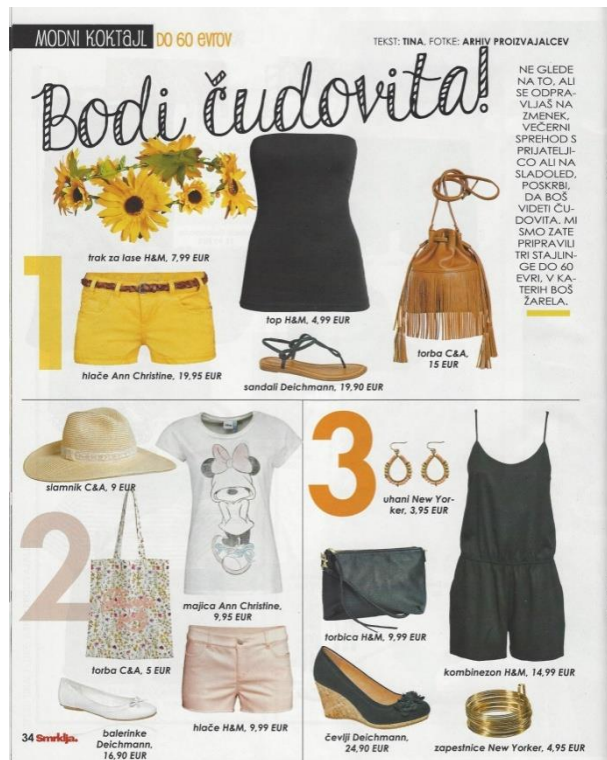 MODNI KOKTAJL DO 60 EVROV
TEKST: TINA, FOTKE: ARHIV PROIZVAJALCEV
Bodi čudovita!
NE GLEDE
NA TO, ALI
SE ODPRA-
VLJAŠ NA
ZMENEK,
VEČERNI
SPREHOD S
PRIJATELJI-
CO ALI NA
SLADOLED,
POSKRBI,
DA BOŠ
VIDETI ČU-
DOVITA. MI
SMO ZATE
PRIPRAVILI
TRI STAJLIN-
GE DO 60
EVRI, V KA-
TERIH BOŠ
ŽARELA.
1
trak za lase H&M, 7,99 EUR
top H&M, 4,99 EUR
torba C&A,
15 EUR
hlače Ann Christine, 19,95 EUR
sandali Deichmann, 19,90 EUR
2
slamnik C&A, 9 EUR
majica Ann Christine,
9,95 EUR
torba C&A, 5 EUR
hlače H&M, 9,99 EUR
balerinke
Deichmann,
16,90 EUR
3
uhani New Yor-
ker, 3,95 EUR
torbica H&M, 9,99 EUR
kombinezon H&M, 14,99 EUR
čevlji Deichmann,
24,90 EUR
zapestnice New Yorker, 4,95 EUR
34 Smrklja.